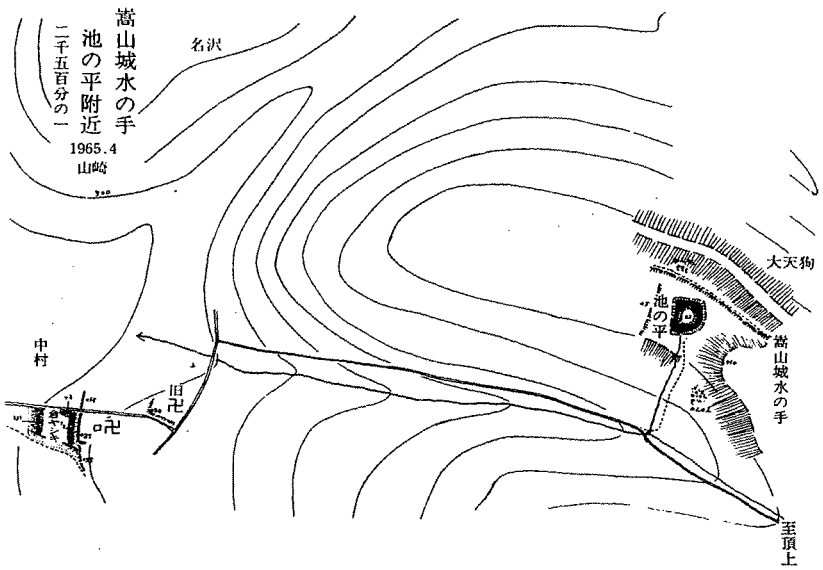 嵩山城水の手
池の平附近
二千五百分の一
1965.4
山崎
名沢
大天狗
池の平
嵩山城水の手
中村
旧卍
卍
至頂上